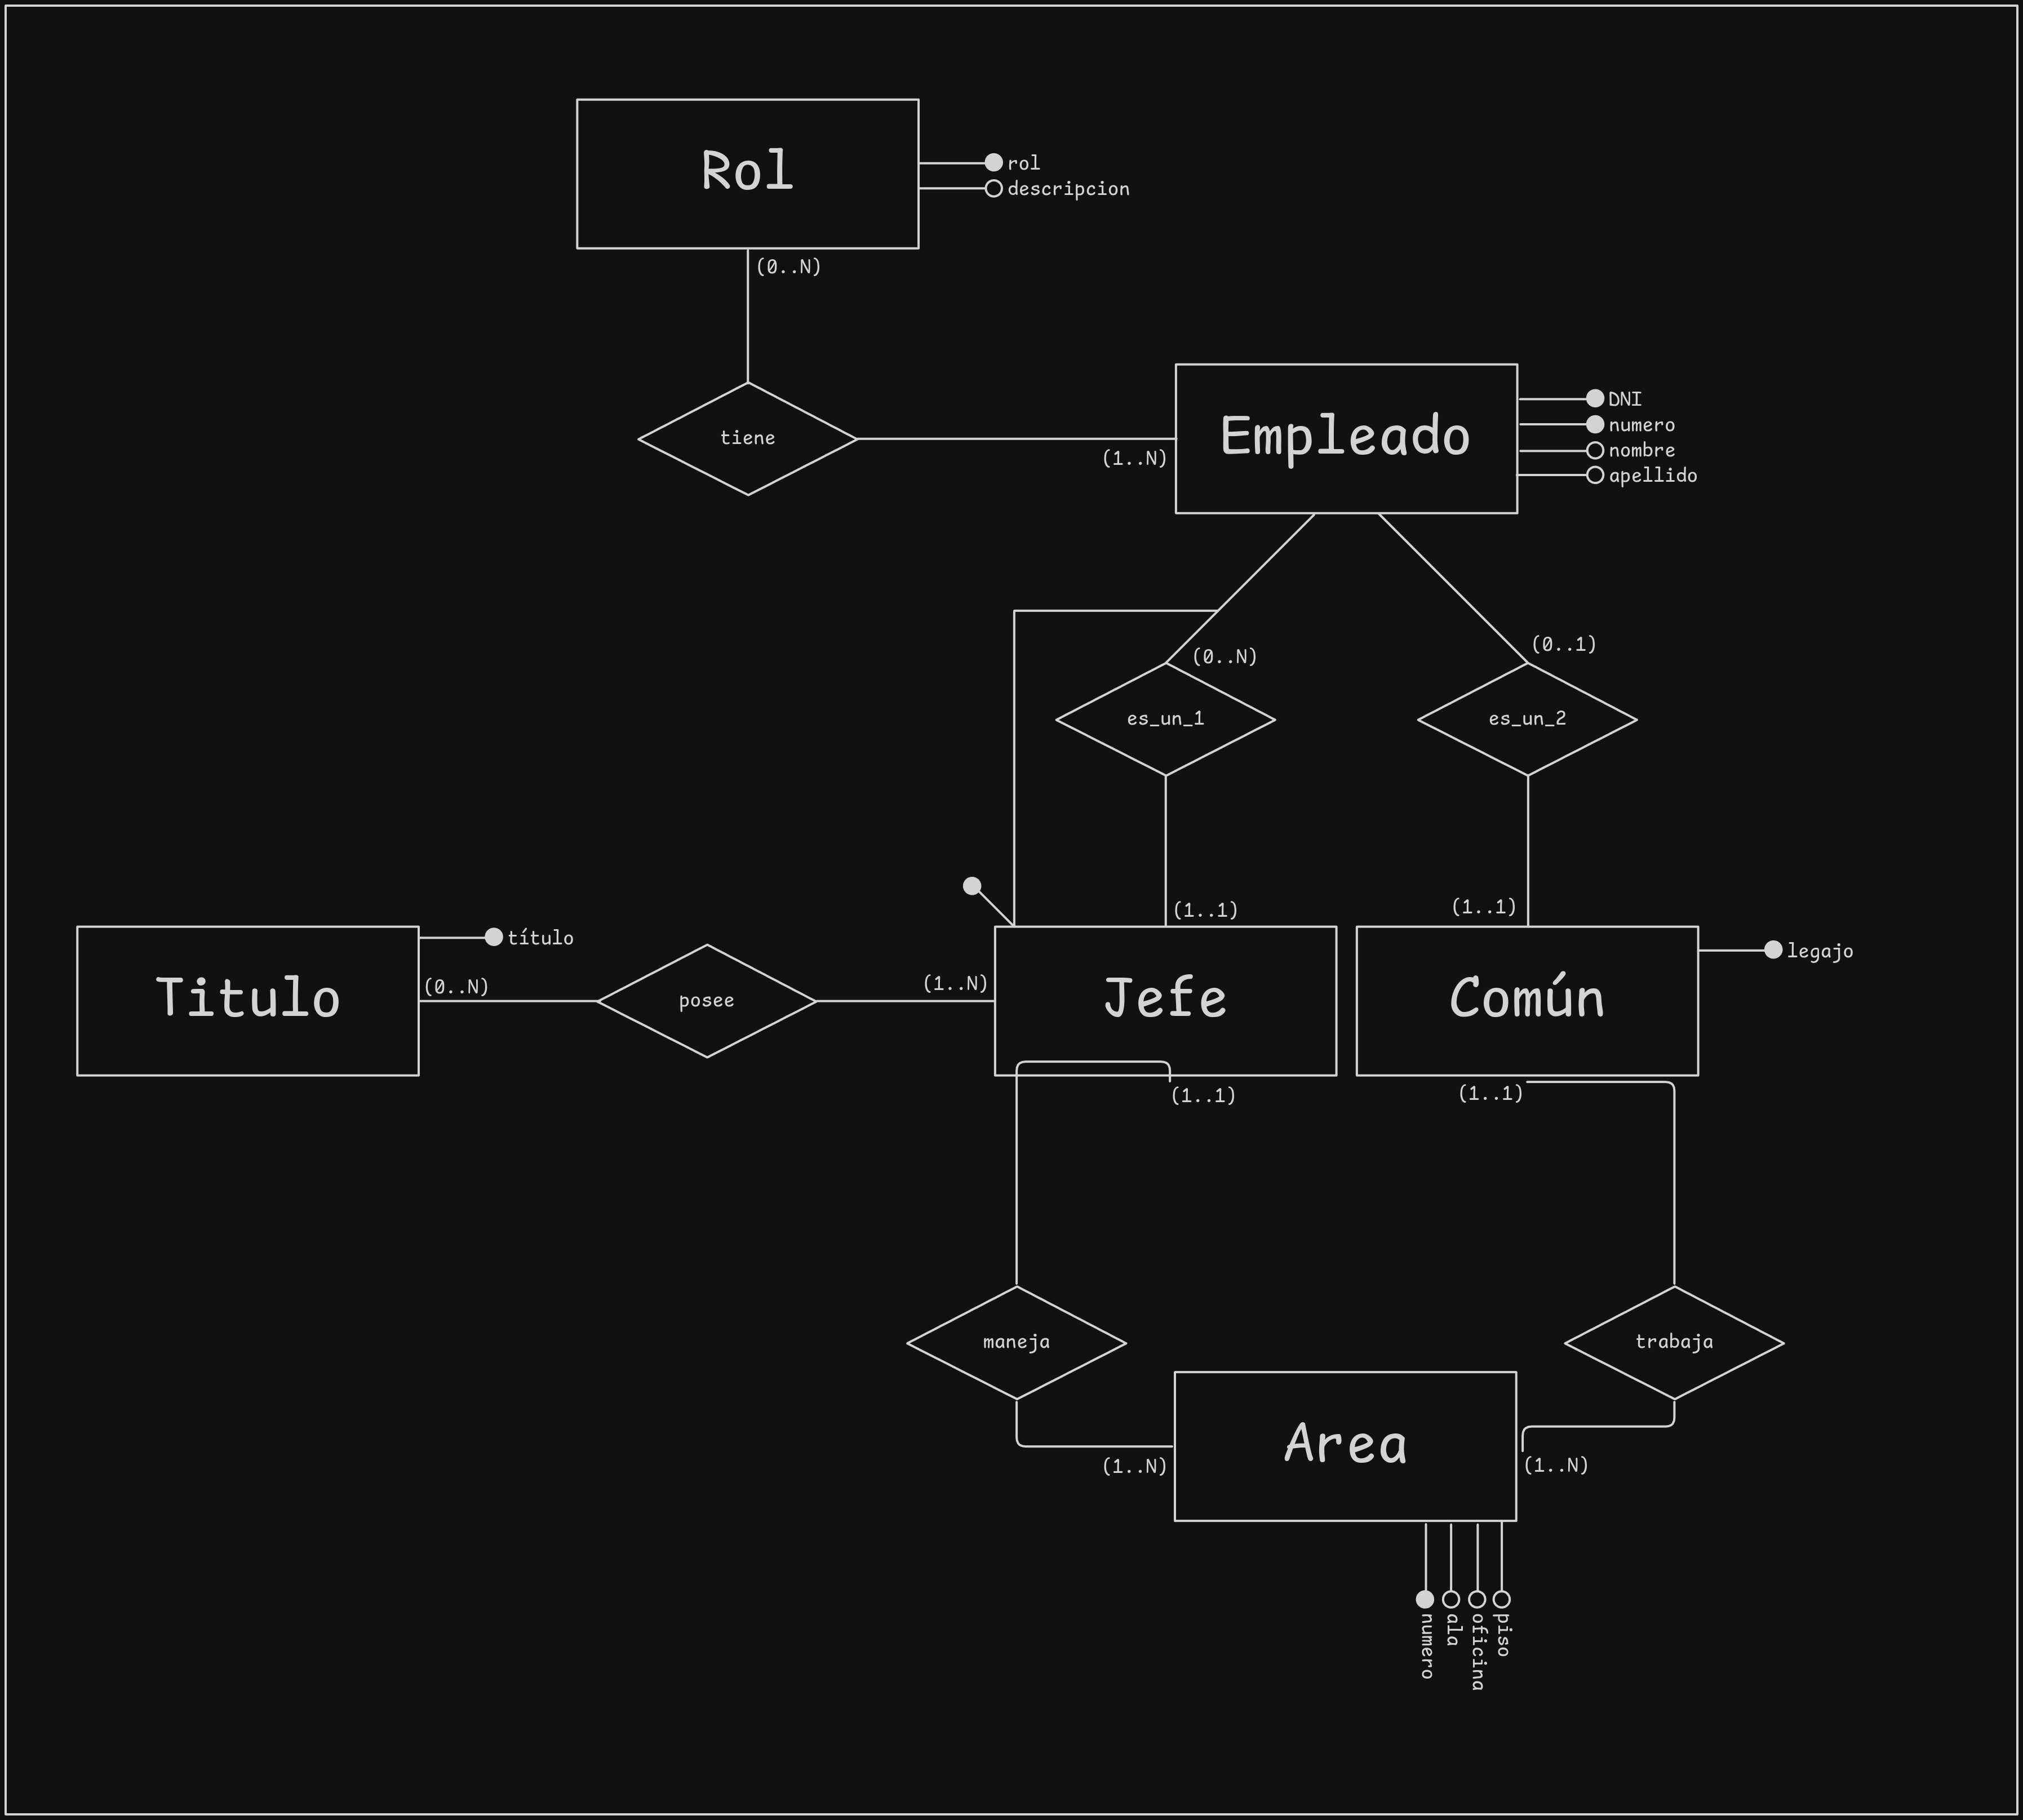 Rol
rol
descripcion
(0..N)
tiene
(1..N)
Empleado
DNI
numero
nombre
apellido
(0..N)
(0..1)
es_un_1
es_un_2
(1..1)
(1..1)
Titulo
título
(0..N)
posee
(1..N)
Jefe
Común
legajo
(1..1)
(1..1)
maneja
trabaja
Area
(1..N)
(1..N)
numero
ala
oficina
piso